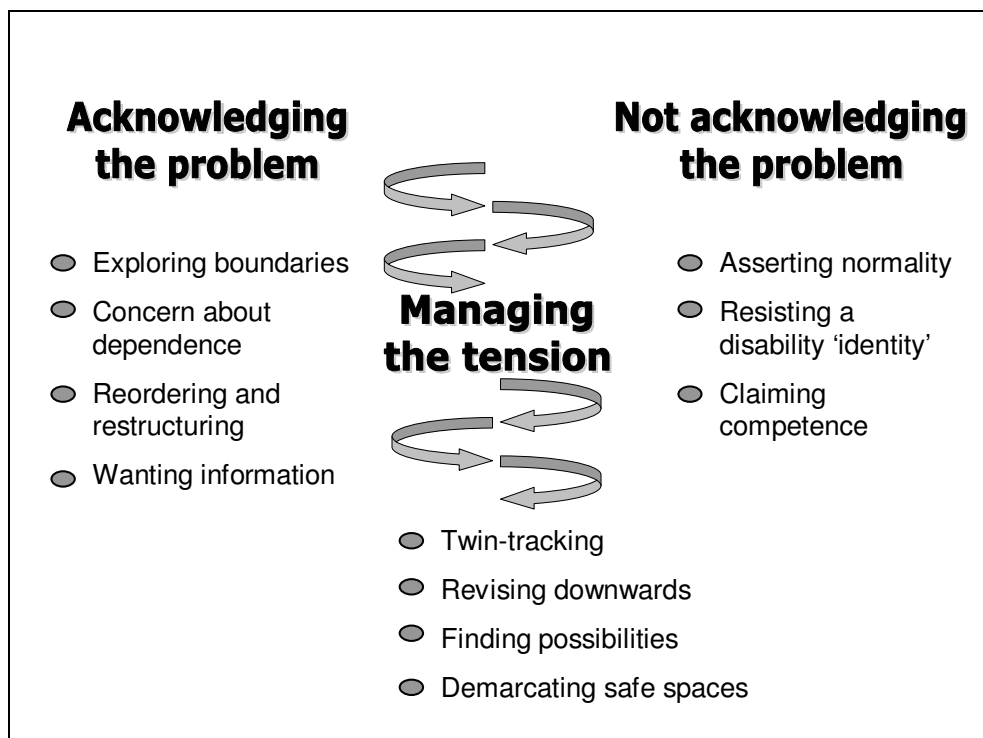 Acknowledging
the problem
Exploring boundaries
Concern about
dependence
Reordering and
restructuring
Wanting information
Managing
the tension
Twin-tracking
Revising downwards
Finding possibilities
Demarcating safe spaces
Not acknowledging
the problem
Asserting normality
Resisting a
disability ‘identity’
Claiming
competence